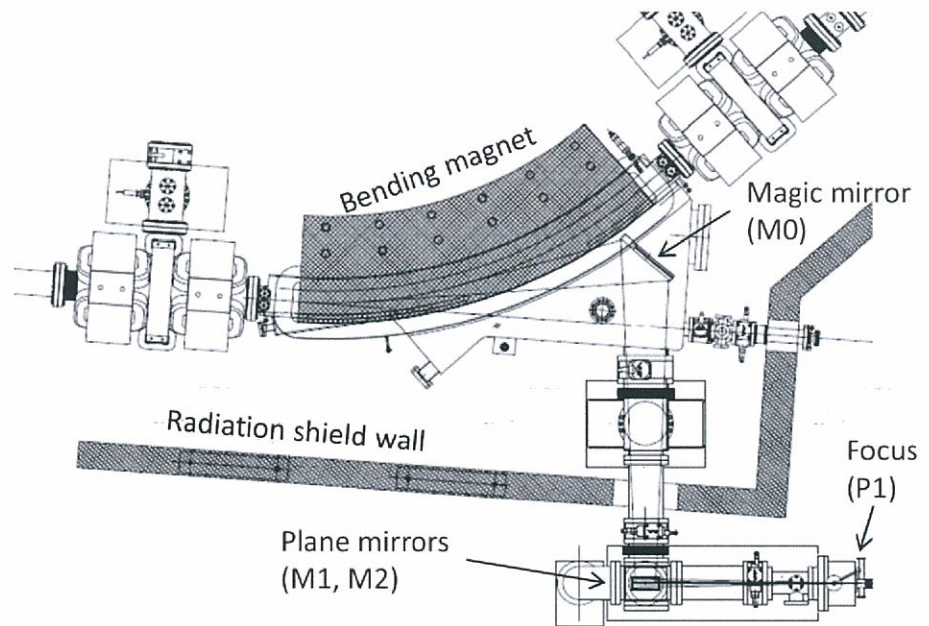 Bending magnet
Magic mirror
(M0)
Radiation shield wall
Focus
(P1)
Plane mirrors
(M1, M2)